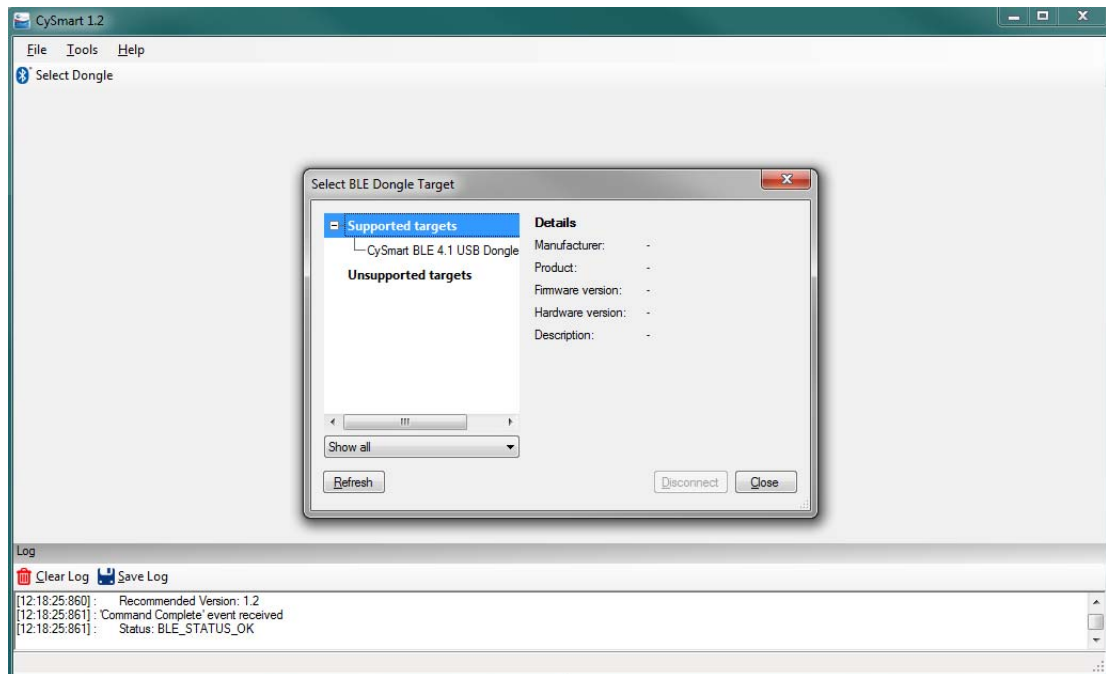 CySmart 1.2
File Tools Help
Select Dongle
Select BLE Dongle Target
Supported targets
CySmart BLE 4.1 USB Dongle
Unsupported targets
Show all
Refresh
Details
Manufacturer: -
Product: -
Firmware version: -
Hardware version: -
Description: -
Disconnect Close
Log
Clear Log Save Log
[12:18:25:860] : Recommended Version: 1.2
[12:18:25:861] : 'Command Complete' event received
[12:18:25:861] : Status: BLE_STATUS_OK